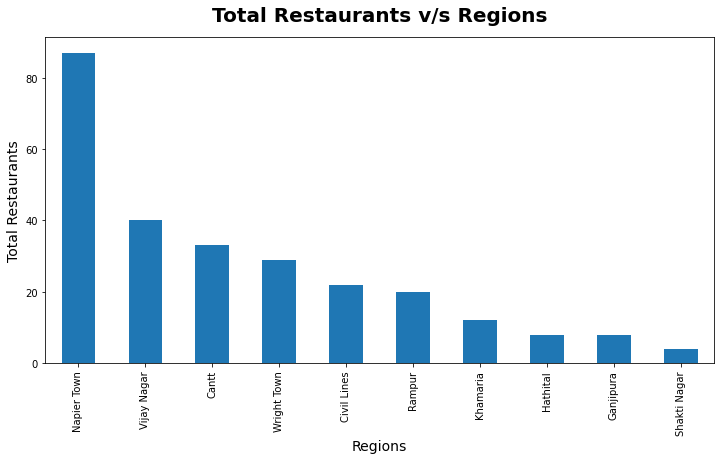 Total Restaurants v/s Regions
Total Restaurants
80
60
40
20
0
Napier Town
Vijay Nagar
Cantt
Wright Town
Civil Lines
Rampur
Khamaria
Hathital
Ganjipura
Shakti Nagar
Regions